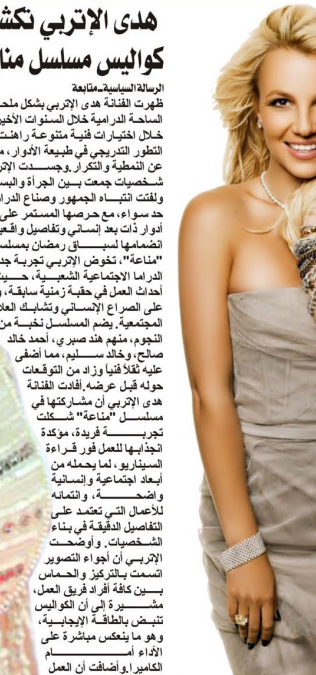 هدى الإتربي تكش
كواليس مسلسل منا
الرسالة السياسية-متابعة
ظهرت الفنانة هدى الإتربي بشكل ملحـ
الساحة الدرامية خلال السنوات الأخير
خلال اختيارات فنية متنوعة راهنت
التطور التدريجي في طبيعة الأدوار، م
عن النمطية والتكرار.وجسدت الإتر
شخصيات جمعت بين الجرأة والبس
ولفتت انتباه الجمهور وصناع الدرا
حد سواء، مع حرصها المستمر على
أدوار ذات بعد إنساني وتفاصيل واقعي
انضمامها لسباق رمضان بمسلس
"مناعة"، تخوض الإتربي تجربة جد
الدراما الاجتماعية الشعبية، حيث
أحداث العمل في حقبة زمنية سابقة، و
على الصراع الإنساني وتشابك العلا
المجتمعية.يضم المسلسل نخبة من
النجوم، منهم هند صبري، أحمد خالد
صالح، وخالد سليم، مما أضفى
عليه ثقلاً فنياً وزاد من التوقعات
حوله قبل عرضه.أفادت الفنانة
هدى الإتربي أن مشاركتها في
مسلسل "مناعة" شكلت
تجربة فريدة، مؤكدة
انجذابها للعمل فور قراءة
السيناريو، لما يحمله من
أبعاد اجتماعية وإنسانية
واضحة، وانتمائه
للأعمال التي تعتمد على
التفاصيل الدقيقة في بناء
الشخصيات. وأوضحت
الإتربي أن أجواء التصوير
اتسمت بالتركيز والحماس
بين كافة أفراد فريق العمل،
مشيرة إلى أن الكواليس
تنبض بالطاقة الإيجابية،
وهو ما ينعكس مباشرة على
الأداء أمام
الكاميرا.وأضافت أن العمل